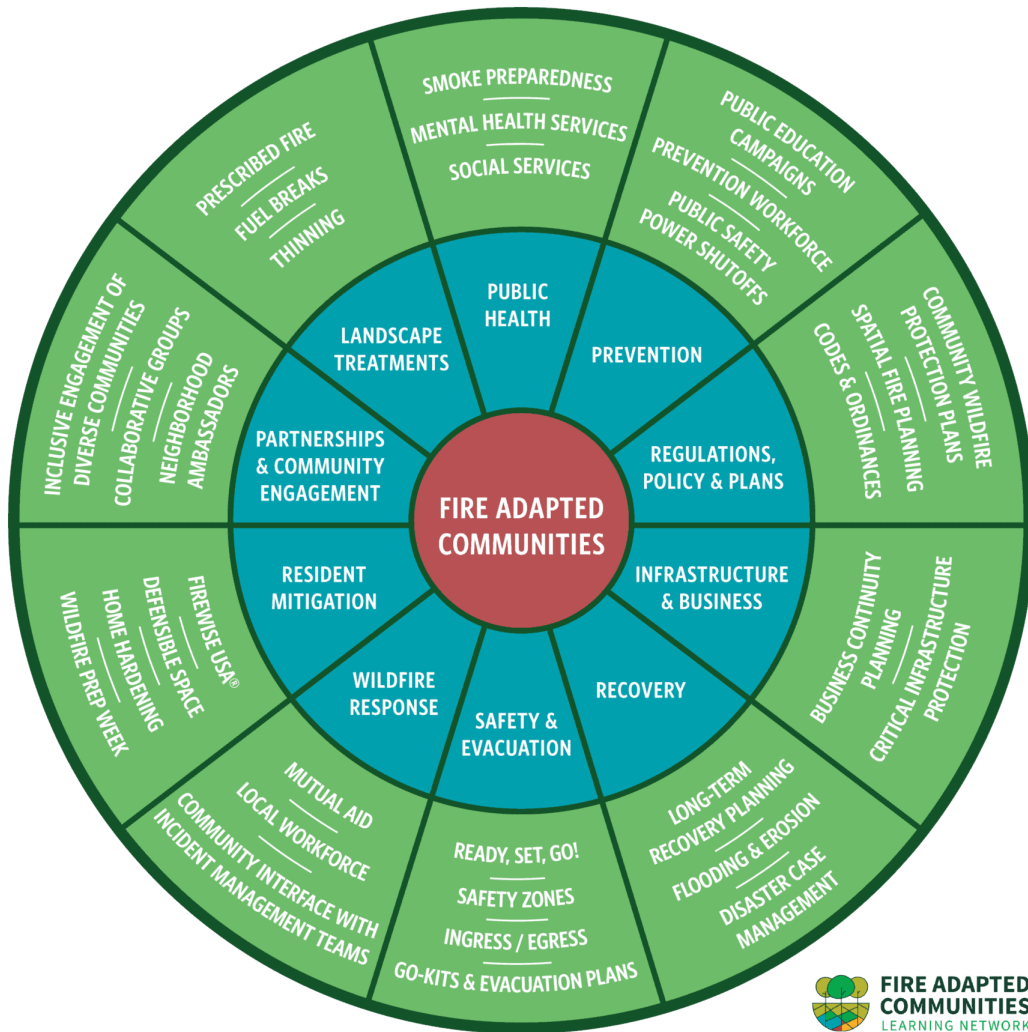 FIRE ADAPTED
COMMUNITIES
PUBLIC
HEALTH
SMOKE PREPAREDNESS
MENTAL HEALTH SERVICES
SOCIAL SERVICES
PREVENTION
PUBLIC EDUCATION
CAMPAIGNS
PREVENTION WORKFORCE
PUBLIC SAFETY
POWER SHUTOFFS
REGULATIONS,
POLICY & PLANS
COMMUNITY WILDFIRE
PROTECTION PLANS
SPATIAL FIRE PLANNING
CODES & ORDINANCES
INFRASTRUCTURE
& BUSINESS
BUSINESS CONTINUITY
PLANNING
CRITICAL INFRASTRUCTURE
PROTECTION
RECOVERY
LONG-TERM
RECOVERY PLANNING
FLOODING & EROSION
DISASTER CASE
MANAGEMENT
SAFETY &
EVACUATION
READY, SET, GO!
SAFETY ZONES
INGRESS / EGRESS
GO-KITS & EVACUATION PLANS
WILDFIRE
RESPONSE
MUTUAL AID
LOCAL WORKFORCE
COMMUNITY INTERFACE WITH
INCIDENT MANAGEMENT TEAMS
RESIDENT
MITIGATION
FIREWISE USA®
DEFENSIBLE SPACE
HOME HARDENING
WILDFIRE PREP WEEK
PARTNERSHIPS
& COMMUNITY
ENGAGEMENT
INCLUSIVE ENGAGEMENT OF
DIVERSE COMMUNITIES
COLLABORATIVE GROUPS
NEIGHBORHOOD
AMBASSADORS
LANDSCAPE
TREATMENTS
PRESCRIBED FIRE
FUEL BREAKS
THINNING
FIRE ADAPTED
COMMUNITIES
LEARNING NETWORK